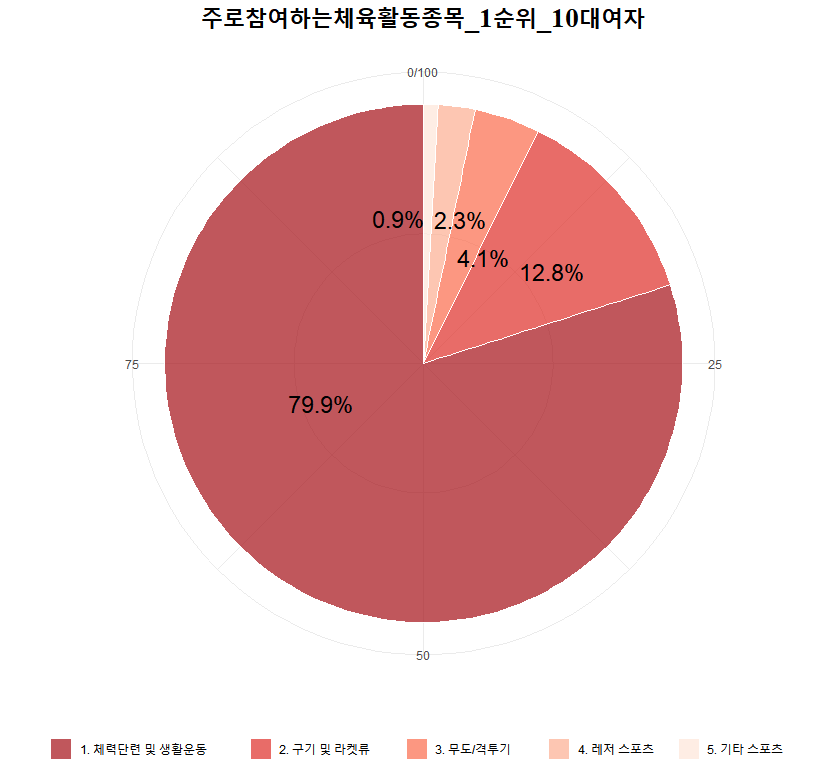 주로참여하는체육활동종목_1순위_10대여자
0/100
0.9%
2.3%
4.1%
12.8%
75
25
79.9%
50
1. 체력단련 및 생활운동
2. 구기 및 라켓류
3. 무도/격투기
4. 레저 스포츠
5. 기타 스포츠